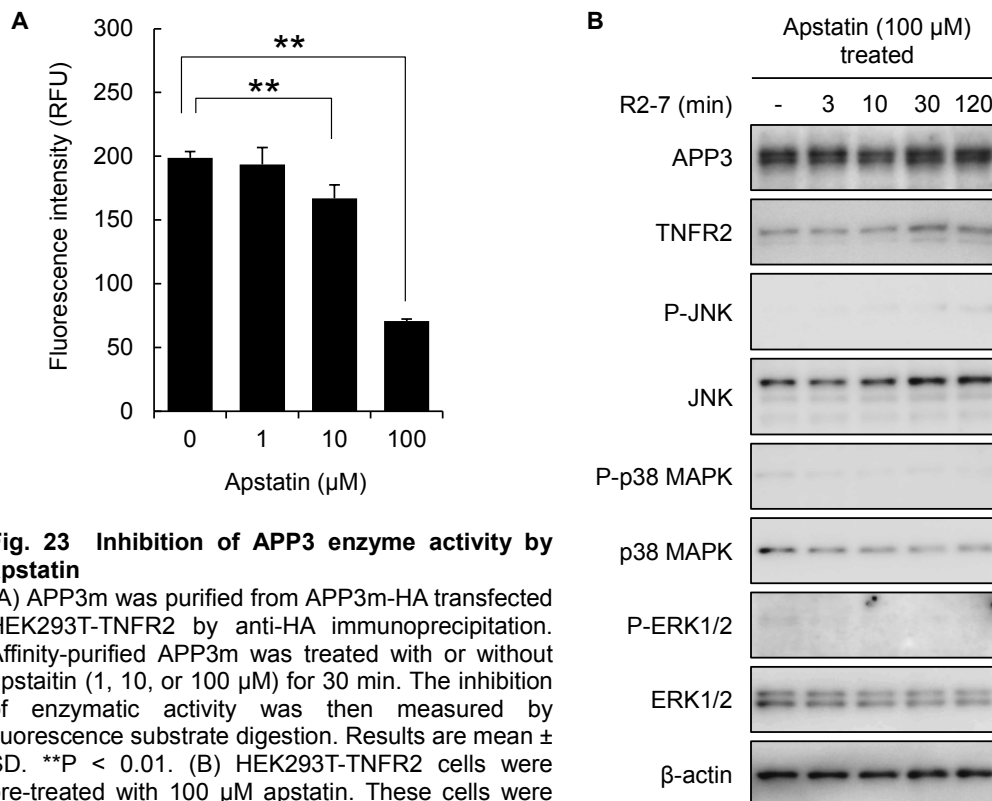 A
300
250
200
150
100
50
0
Fluorescence intensity (RFU)
**
**
0 1 10 100
Apstatin (µM)
B
Apstatin (100 µM)
treated
R2-7 (min) - 3 10 30 120
APP3
TNFR2
P-JNK
JNK
P-p38 MAPK
p38 MAPK
P-ERK1/2
ERK1/2
β-actin
Fig. 23 Inhibition of APP3 enzyme activity by
apstatin
(A) APP3m was purified from APP3m-HA transfected
HEK293T-TNFR2 by anti-HA immunoprecipitation.
Affinity-purified APP3m was treated with or without
apstaitin (1, 10, or 100 µM) for 30 min. The inhibition
of enzymatic activity was then measured by
fluorescence substrate digestion. Results are mean ±
SD. **P < 0.01. (B) HEK293T-TNFR2 cells were
pre-treated with 100 µM apstatin. These cells were